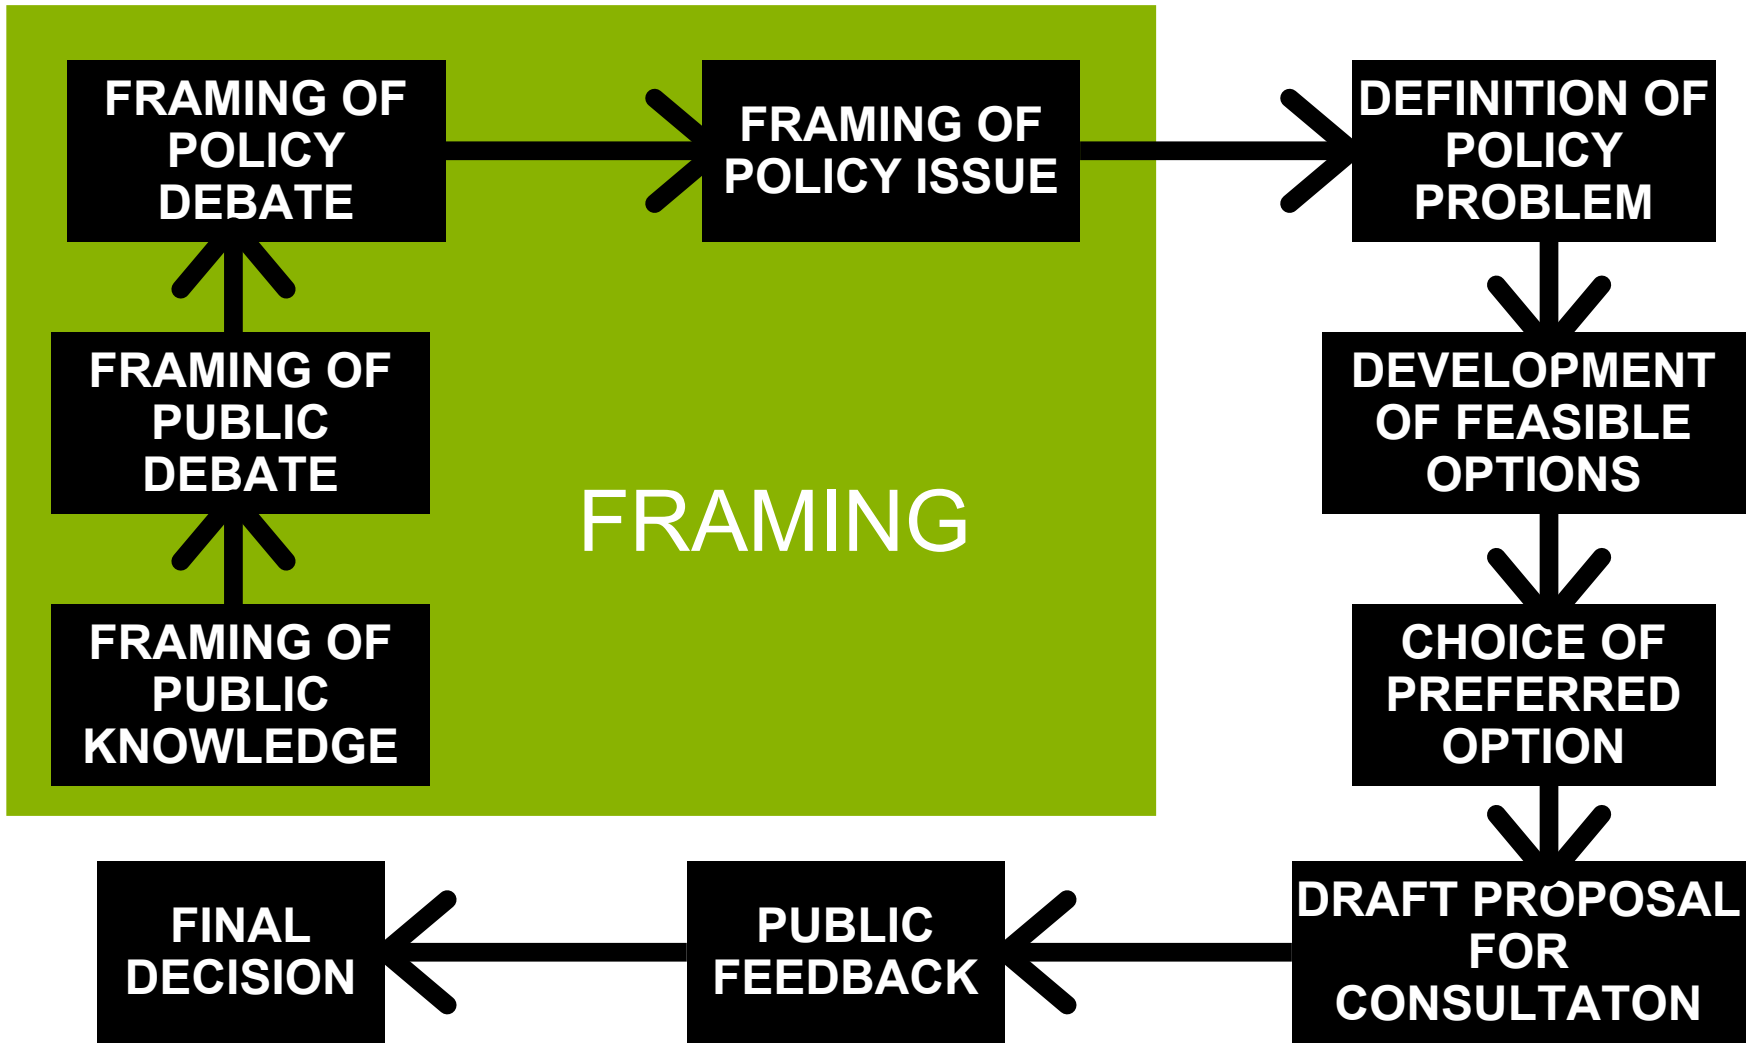 FRAMING OF
POLICY
DEBATE
FRAMING OF
POLICY ISSUE
DEFINITION OF
POLICY
PROBLEM
FRAMING OF
PUBLIC
DEBATE
DEVELOPMENT
OF FEASIBLE
OPTIONS
FRAMING
FRAMING OF
PUBLIC
KNOWLEDGE
CHOICE OF
PREFERRED
OPTION
FINAL
DECISION
PUBLIC
FEEDBACK
DRAFT PROPOSAL
FOR
CONSULTATON